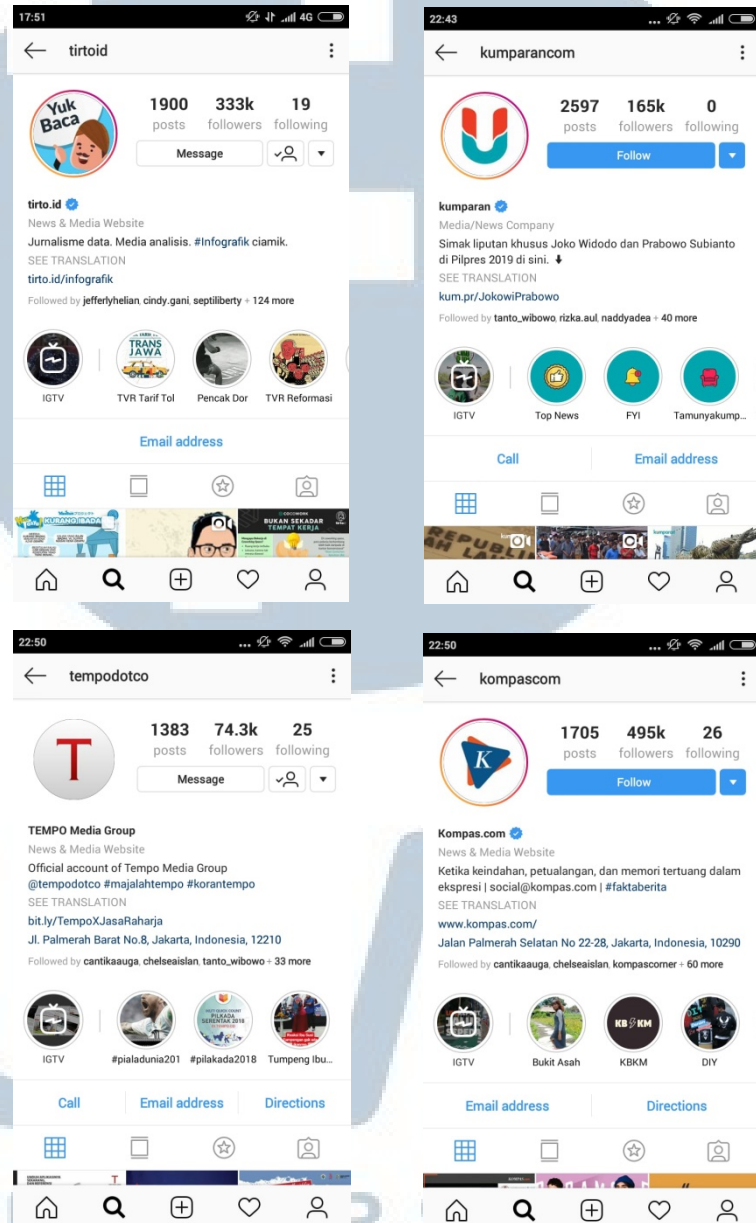 17:51
4G
tirtoid
Yuk
Baca
1900 333k 19
posts followers following
Message
tirto.id
News & Media Website
Jurnalisme data. Media analisis. #Infografik ciamik.
SEE TRANSLATION
tirto.id/infografik
Followed by jefferlyhelian, cindy.gani, septiliberty + 124 more
TRANS
JAWA
IGTV TVR Tarif Tol Pencak Dor TVR Reformasi
Email address
KURANG IBADA
COCOWORK
BUKAN SEKADAR
TEMPAT KERJA
22:43
kumparancom
2597 165k 0
posts followers following
Follow
kumparan
Media/News Company
Simak liputan khusus Joko Widodo dan Prabowo Subianto
di Pilpres 2019 di sini.
SEE TRANSLATION
kum.pr/JokowiPrabowo
Followed by tanto_wibowo, rizka.aul, naddyadea + 40 more
IGTV Top News FYI Tamunyakump...
Call Email address
22:50
tempodotco
T
1383 74.3k 25
posts followers following
Message
TEMPO Media Group
News & Media Website
Official account of Tempo Media Group
@tempodotco #majalahtempo #korantempo
SEE TRANSLATION
bit.ly/TempoXJasaRaharja
Jl. Palmerah Barat No.8, Jakarta, Indonesia, 12210
Followed by cantikaauga, chelseaislan, tanto_wibowo + 33 more
PILKADA
SERENTAK 2018
IGTV #pialadunia201 #pilakada2018 Tumpeng Ibu...
Call Email address Directions
22:50
kompascom
K
1705 495k 26
posts followers following
Follow
Kompas.com
News & Media Website
Ketika keindahan, petualangan, dan memori tertuang dalam
ekspresi | social@kompas.com | #faktaberita
SEE TRANSLATION
www.kompas.com/
Jalan Palmerah Selatan No 22-28, Jakarta, Indonesia, 10290
Followed by cantikaauga, chelseaislan, kompascorner + 60 more
KB KM
IGTV Bukit Asah KBKM DIY
Email address Directions